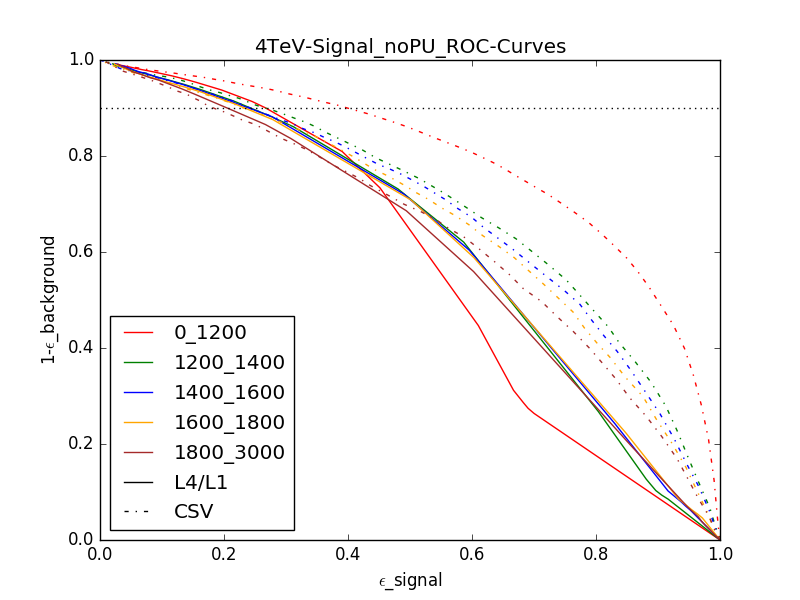 4TeV-Signal_noPU_ROC-Curves
1.0
0.8
0.6
0.4
0.2
0.0
1-ϵ_background
0_1200
1200_1400
1400_1600
1600_1800
1800_3000
L4/L1
CSV
0.0 0.2 0.4 0.6 0.8 1.0
ϵ_signal